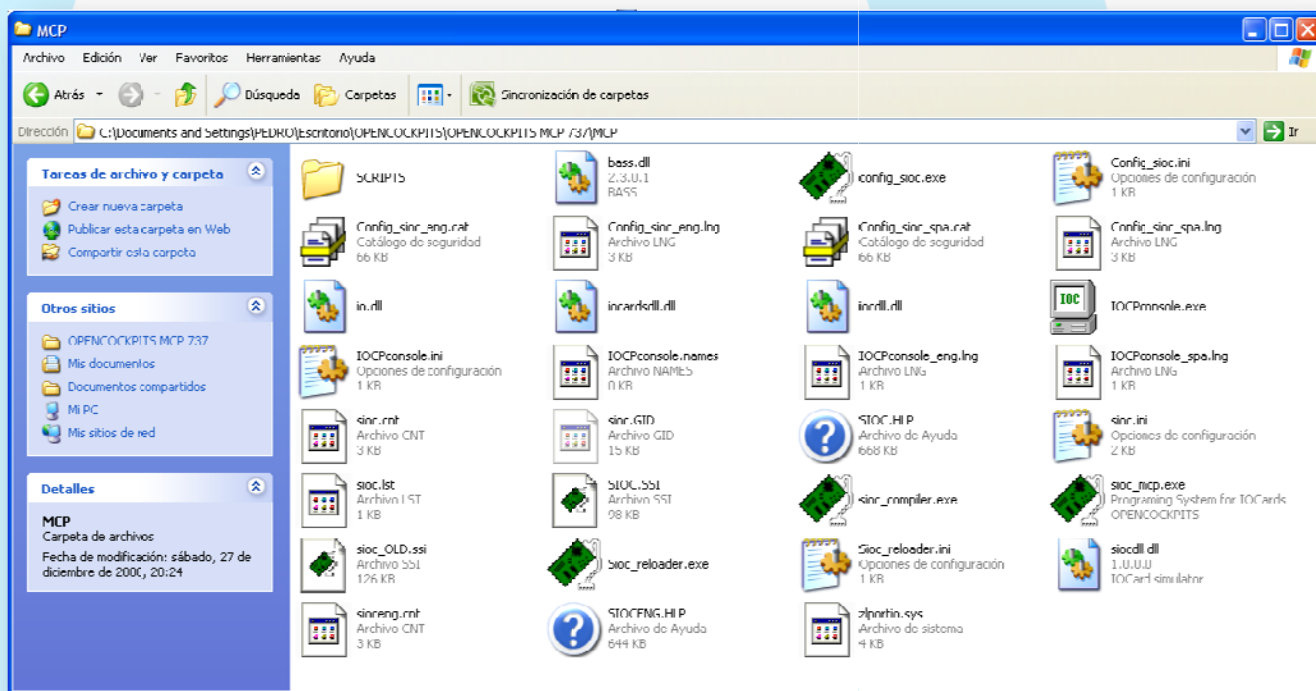 MCP
Archivo Edición Ver Favoritos Herramientas Ayuda
Atrás Búsqueda Carpetas Sincronización de carpetas
Dirección C:\Documents and Settings\PEDRO\Escritorio\OPENCOCKPITS\OPENCOCKPITS MCP 737\MCP Ir
Tareas de archivo y carpeta
Crear nueva carpeta
Publicar esta carpeta en Web
Compartir esta carpeta
Otros sitios
OPENCOCKPITS MCP 737
Mis documentos
Documentos compartidos
Mi PC
Mis sitios de red
Detalles
MCP
Carpeta de archivos
Fecha de modificación: sábado, 27 de
diciembre de 20, 20:24
SCRIPTS
bass.dll
2.3.0.1
BASS
config_sioc.exe
Config_sioc.ini
Opciones de configuración
1 KB
Config_sioc_eng.cat
Catálogo de seguridad
66 KB
Config_sioc_eng.lng
Archivo LNG
3 KB
Config_sioc_spa.cat
Catálogo de seguridad
66 KB
Config_sioc_spa.lng
Archivo LNG
3 KB
io.dll
iocardsdll.dll
iocdll.dll
IOC
IOCPconsole.exe
IOCPconsole.ini
Opciones de configuración
1 KB
IOCPconsole.names
Archivo NAMES
0 KB
IOCPconsole_eng.lng
Archivo LNG
1 KB
IOCPconsole_spa.lng
Archivo LNG
1 KB
sioc.cnt
Archivo CNT
3 KB
sioc.GID
Archivo GID
15 KB
SIOC.HLP
Archivo de Ayuda
668 KB
sioc.ini
Opciones de configuración
2 KB
sioc.lst
Archivo LST
1 KB
SIOC.SSI
Archivo SSI
98 KB
sioc_compiler.exe
sioc_mcp.exe
Programing System for IOCards
OPENCOCKPITS
sioc_OLD.ssi
Archivo SSI
126 KB
Sioc_reloader.exe
Sioc_reloader.ini
Opciones de configuración
1 KB
siocdll.dll
1.0.0.0
IOCard simulator
sioceng.cnt
Archivo CNT
3 KB
SIOCENG.HLP
Archivo de Ayuda
644 KB
zlportio.sys
Archivo de sistema
4 KB